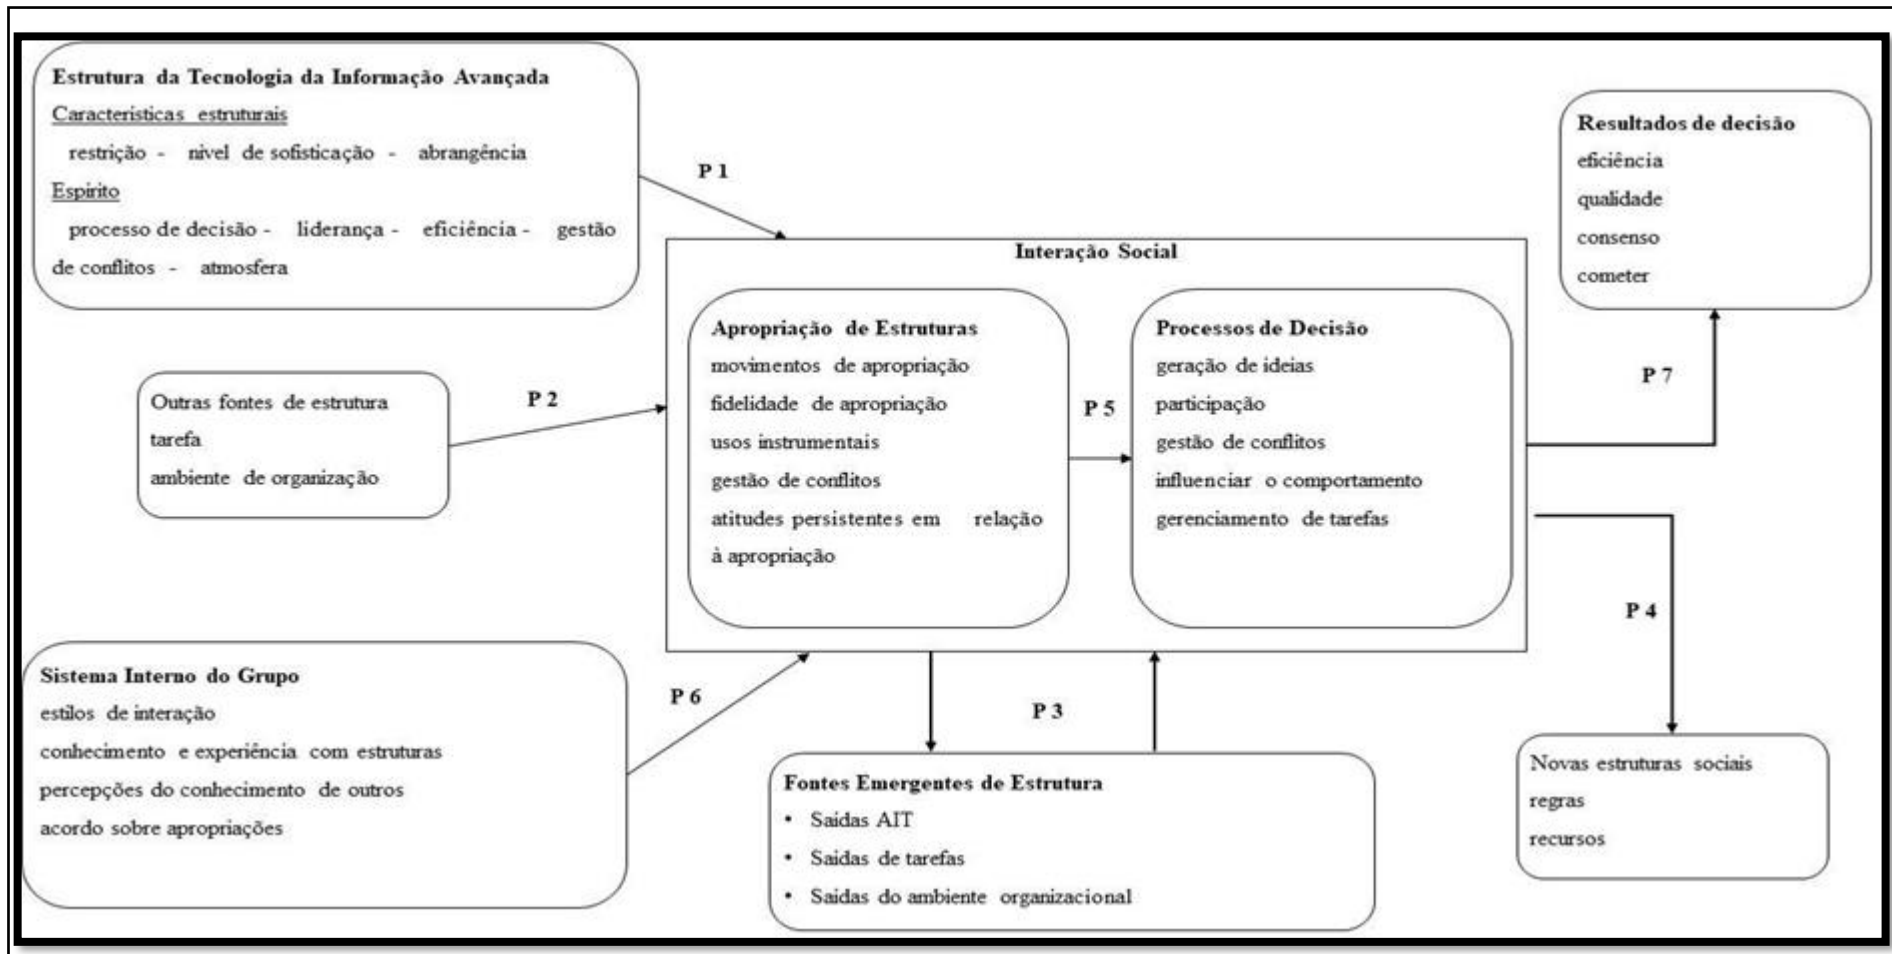 Estrutura da Tecnologia da Informação Avançada
Características estruturais
restrição - nivel de sofisticação - abrangência
Espirito
processo de decisão - liderança - eficiência - gestão
de conflitos - atmosfera
P 1
Outras fontes de estrutura
tarefa
ambiente de organização
P 2
Sistema Interno do Grupo
estilos de interação
conhecimento e experiência com estruturas
percepções do conhecimento de outros
acordo sobre apropriações
P 6
Interação Social
Apropriação de Estruturas
movimentos de apropriação
fidelidade de apropriação
usos instrumentais
gestão de conflitos
atitudes persistentes em relação
à apropriação
P 5
Processos de Decisão
geração de ideias
participação
gestão de conflitos
influenciar o comportamento
gerenciamento de tarefas
P 3
Fontes Emergentes de Estrutura
• Saidas AIT
• Saidas de tarefas
• Saidas do ambiente organizacional
Resultados de decisão
eficiência
qualidade
consenso
cometer
P 7
P 4
Novas estruturas sociais
regras
recursos